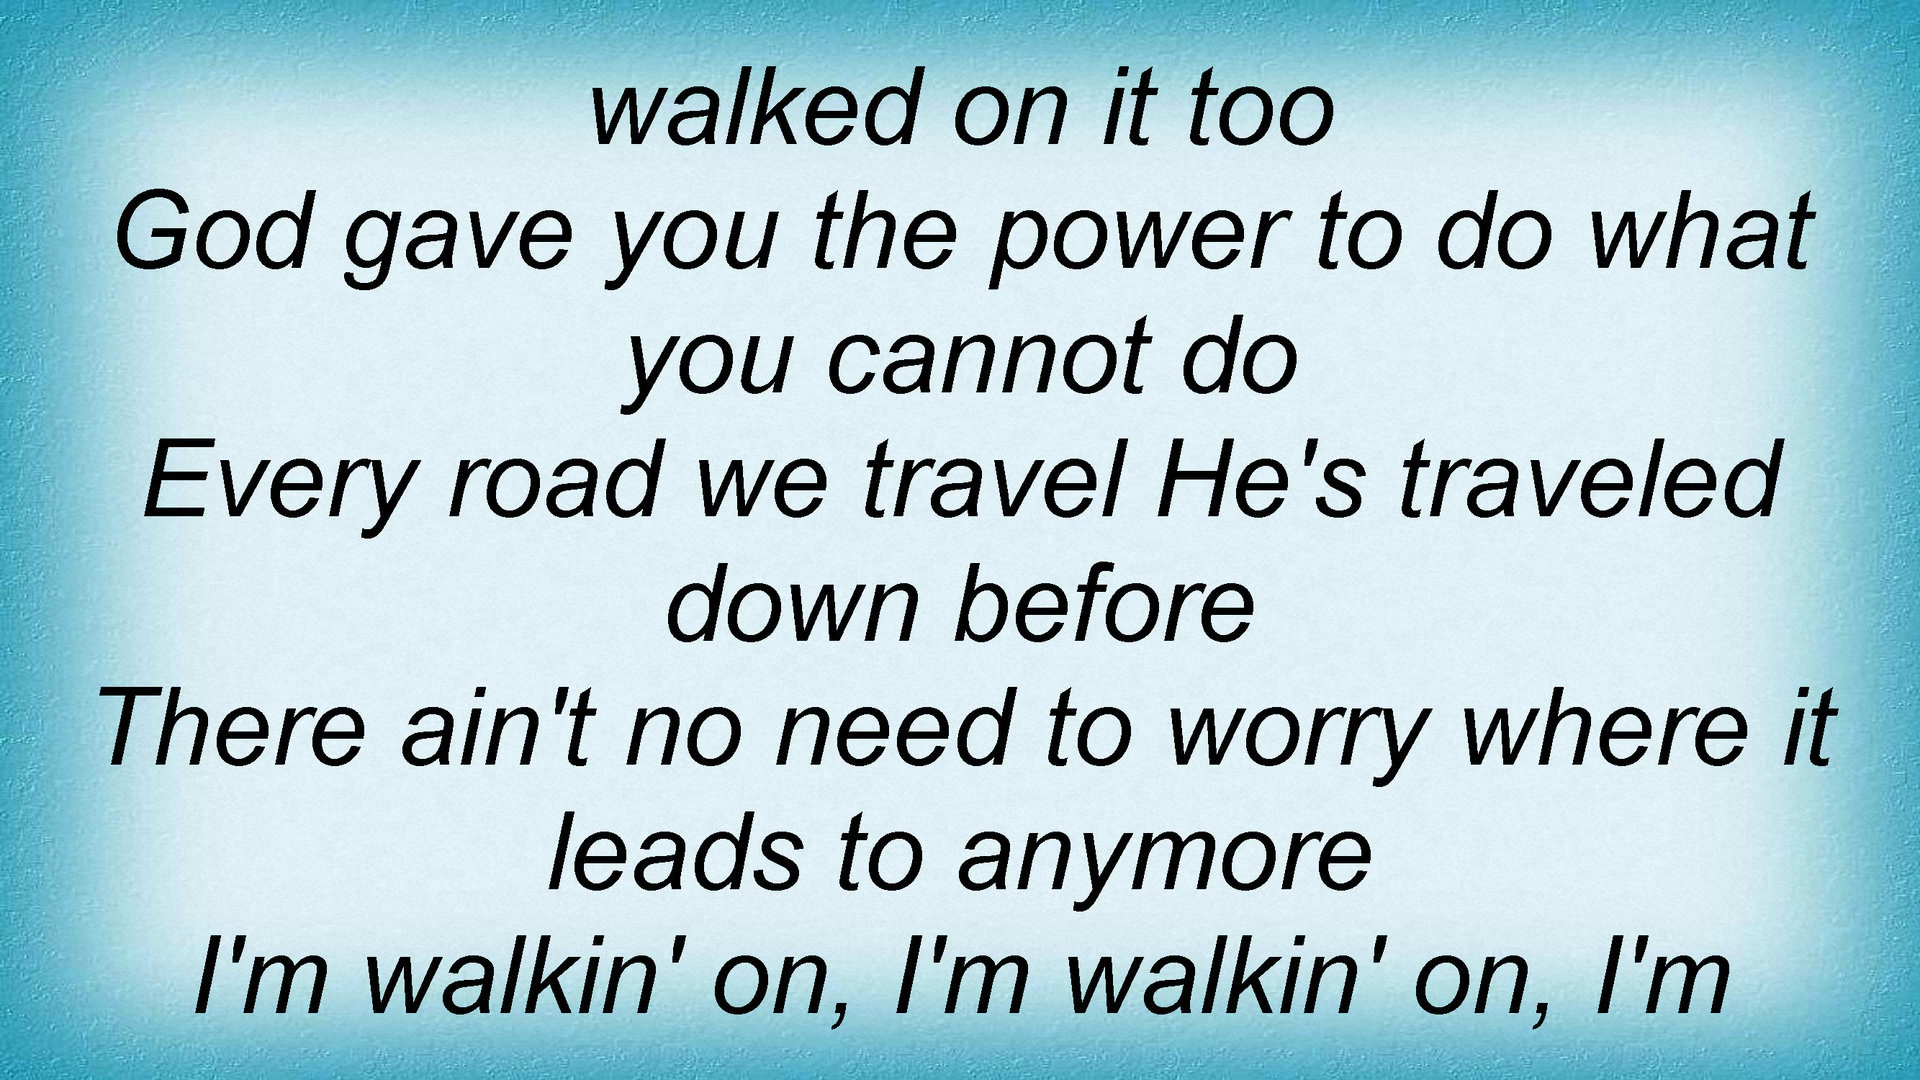 walked on it too
God gave you the power to do what
you cannot do
Every road we travel He's traveled
down before
There ain't no need to worry where it
leads to anymore
I'm walkin' on, I'm walkin' on, I'm